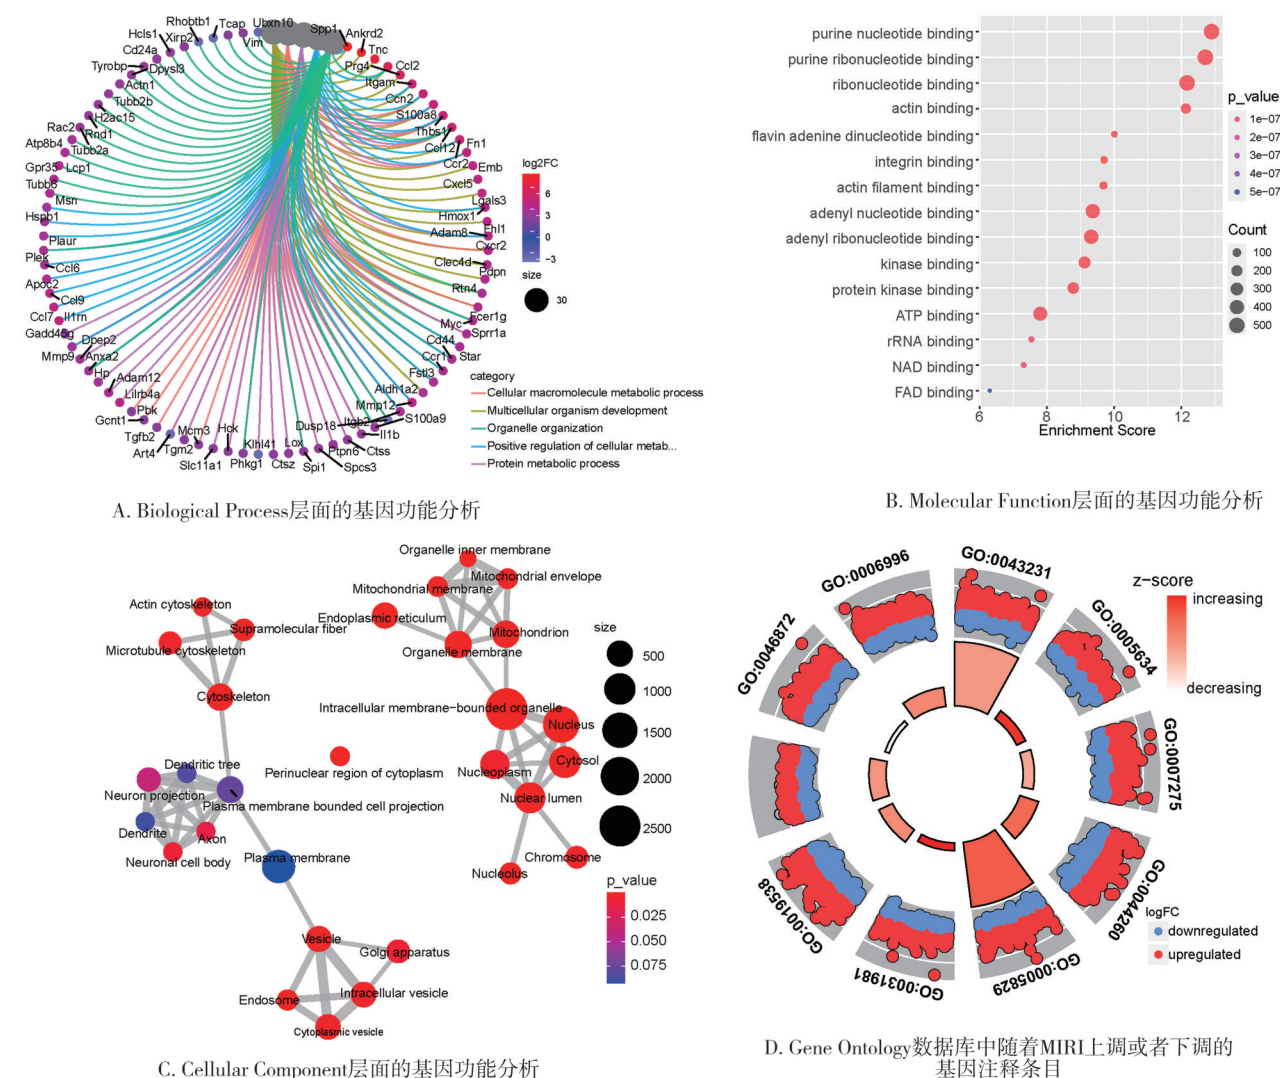 Rhobtb1
Tcap
Ubxn10
Spp1
Ankrd2
Hcls1
Xirp2
Vim
Tnc
Cd24a
Prg4
Ccl2
Tyrobp
Dpysl3
Itgam
Actn1
Ccn2
Tubb2b
S100a8
H2ac15
Thbs1
Rac2
Rnd1
Ccl12
Fn1
Atp8b4
Tubb2a
Ccr2
Emb
Gpr35
Lcp1
Cxcl5
Tubb6
Lgals3
Msn
Hmox1
Hspb1
Fhl1
Adam8
Plaur
Cxcr2
Plek
Clec4d
Ccl6
Pdpn
Apoc2
Rtn4
Ccl9
Ccl7
Il1rn
Fcer1g
Myc
Gadd45g
Sprr1a
Dpep2
Cd44
Mmp9
Anxa2
Ccr1
Star
Hp
Fstl3
Adam12
Aldh1a2
Lilrb4a
Mmp12
Pbk
S100a9
Gcnt1
Itgb2
Dusp18
Tgfb2
Mcm3
Hck
Il1b
Art4
Tgm2
Klhl41
Lox
Ptpn6
Ctss
Slc11a1
Phkg1
Ctsz
Spi1
Spcs3
log2FC
6
3
0
−3
size
30
category
Cellular macromolecule metabolic process
Multicellular organism development
Organelle organization
Positive regulation of cellular metab...
Protein metabolic process
A. Biological Process层面的基因功能分析
purine nucleotide binding
purine ribonucleotide binding
ribonucleotide binding
actin binding
flavin adenine dinucleotide binding
integrin binding
actin filament binding
adenyl nucleotide binding
adenyl ribonucleotide binding
kinase binding
protein kinase binding
ATP binding
rRNA binding
NAD binding
FAD binding
6 8 10 12
Enrichment Score
p_value
1e−07
2e−07
3e−07
4e−07
5e−07
Count
100
200
300
400
500
B. Molecular Function层面的基因功能分析
Organelle inner membrane
Mitochondrial envelope
Mitochondrial membrane
Actin cytoskeleton
Endoplasmic reticulum
Supramolecular fiber
Mitochondrion
Microtubule cytoskeleton
Organelle membrane
Cytoskeleton
Intracellular membrane−bounded organelle
Nucleus
Dendritic tree
Perinuclear region of cytoplasm
Nucleoplasm
Cytosol
Neuron projection
Plasma membrane bounded cell projection
Nuclear lumen
Dendrite
Axon
Neuronal cell body
Plasma membrane
Chromosome
Nucleolus
Vesicle
Golgi apparatus
Endosome
Intracellular vesicle
Cytoplasmic vesicle
size
500
1000
1500
2000
2500
p_value
0.025
0.050
0.075
C. Cellular Component层面的基因功能分析
GO:0006996
GO:0043231
GO:0005634
GO:0007275
GO:0044260
GO:0005829
GO:0031981
GO:0019538
GO:0046872
z−score
increasing
decreasing
logFC
downregulated
upregulated
D. Gene Ontology数据库中随着MIRI上调或者下调的
基因注释条目